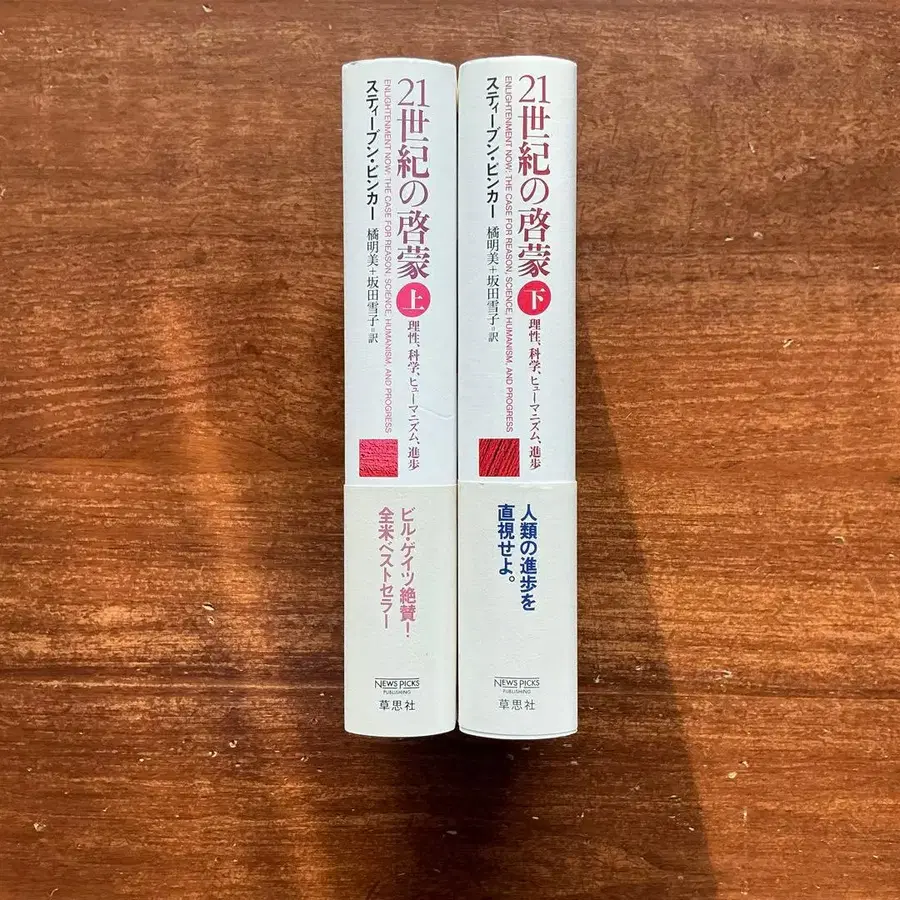 21世紀の啓蒙 上 理性、科学、ヒューマニズム、進歩
ENLIGHTENMENT NOW: THE CASE FOR REASON, SCIENCE, HUMANISM, AND PROGRESS
スティーブン・ピンカー 橘明美+坂田雪子=訳
ビル・ゲイツ絶賛!
全米ベストセラー
NEWS PICKS
PUBLISHING
草思社
21世紀の啓蒙 下 理性、科学、ヒューマニズム、進歩
ENLIGHTENMENT NOW: THE CASE FOR REASON, SCIENCE, HUMANISM, AND PROGRESS
スティーブン・ピンカー 橘明美+坂田雪子=訳
人類の進歩を
直視せよ。
NEWS PICKS
PUBLISHING
草思社